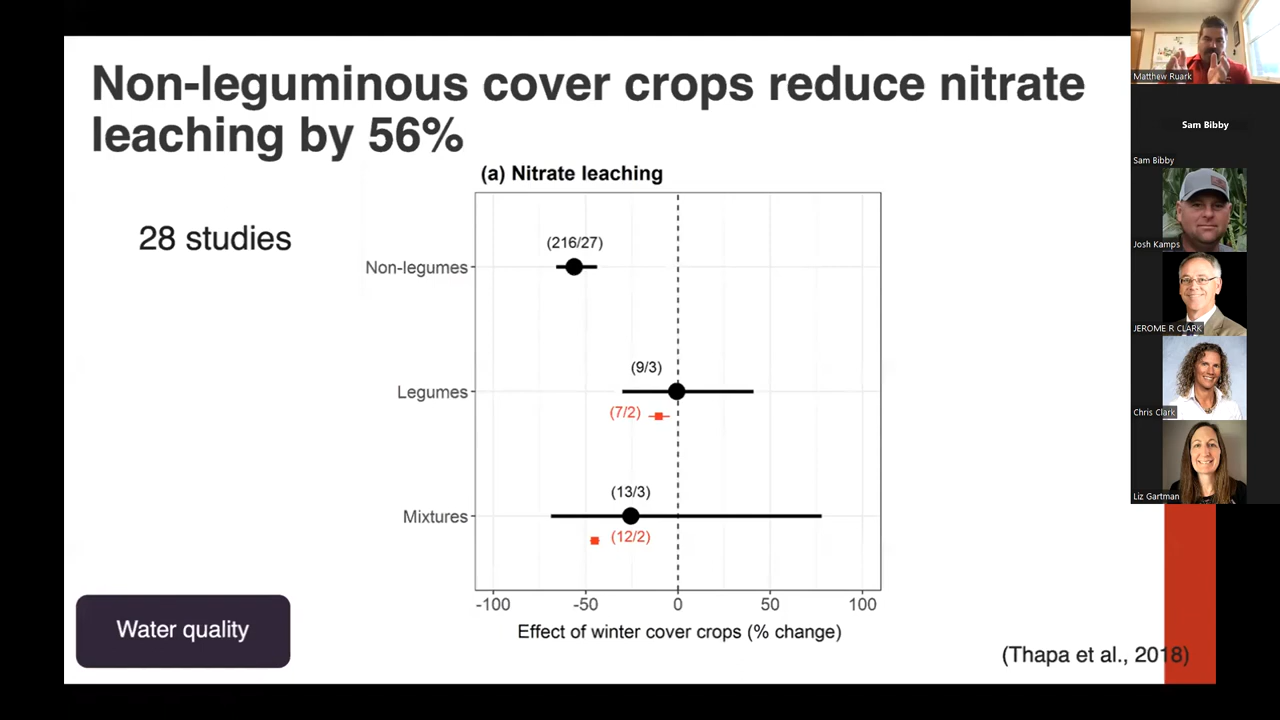 Non-leguminous cover crops reduce nitrate
leaching by 56%
28 studies
(a) Nitrate leaching
(216/27)
Non-legumes
(9/3)
Legumes
(7/2)
(13/3)
Mixtures
(12/2)
-100
-50
0
50
100
Effect of winter cover crops (% change)
Water quality
(Thapa et al., 2018)
Matthew Ruark
Sam Bibby
Sam Bibby
Josh Kamps
JEROME R CLARK
Chris Clark
Liz Gartman